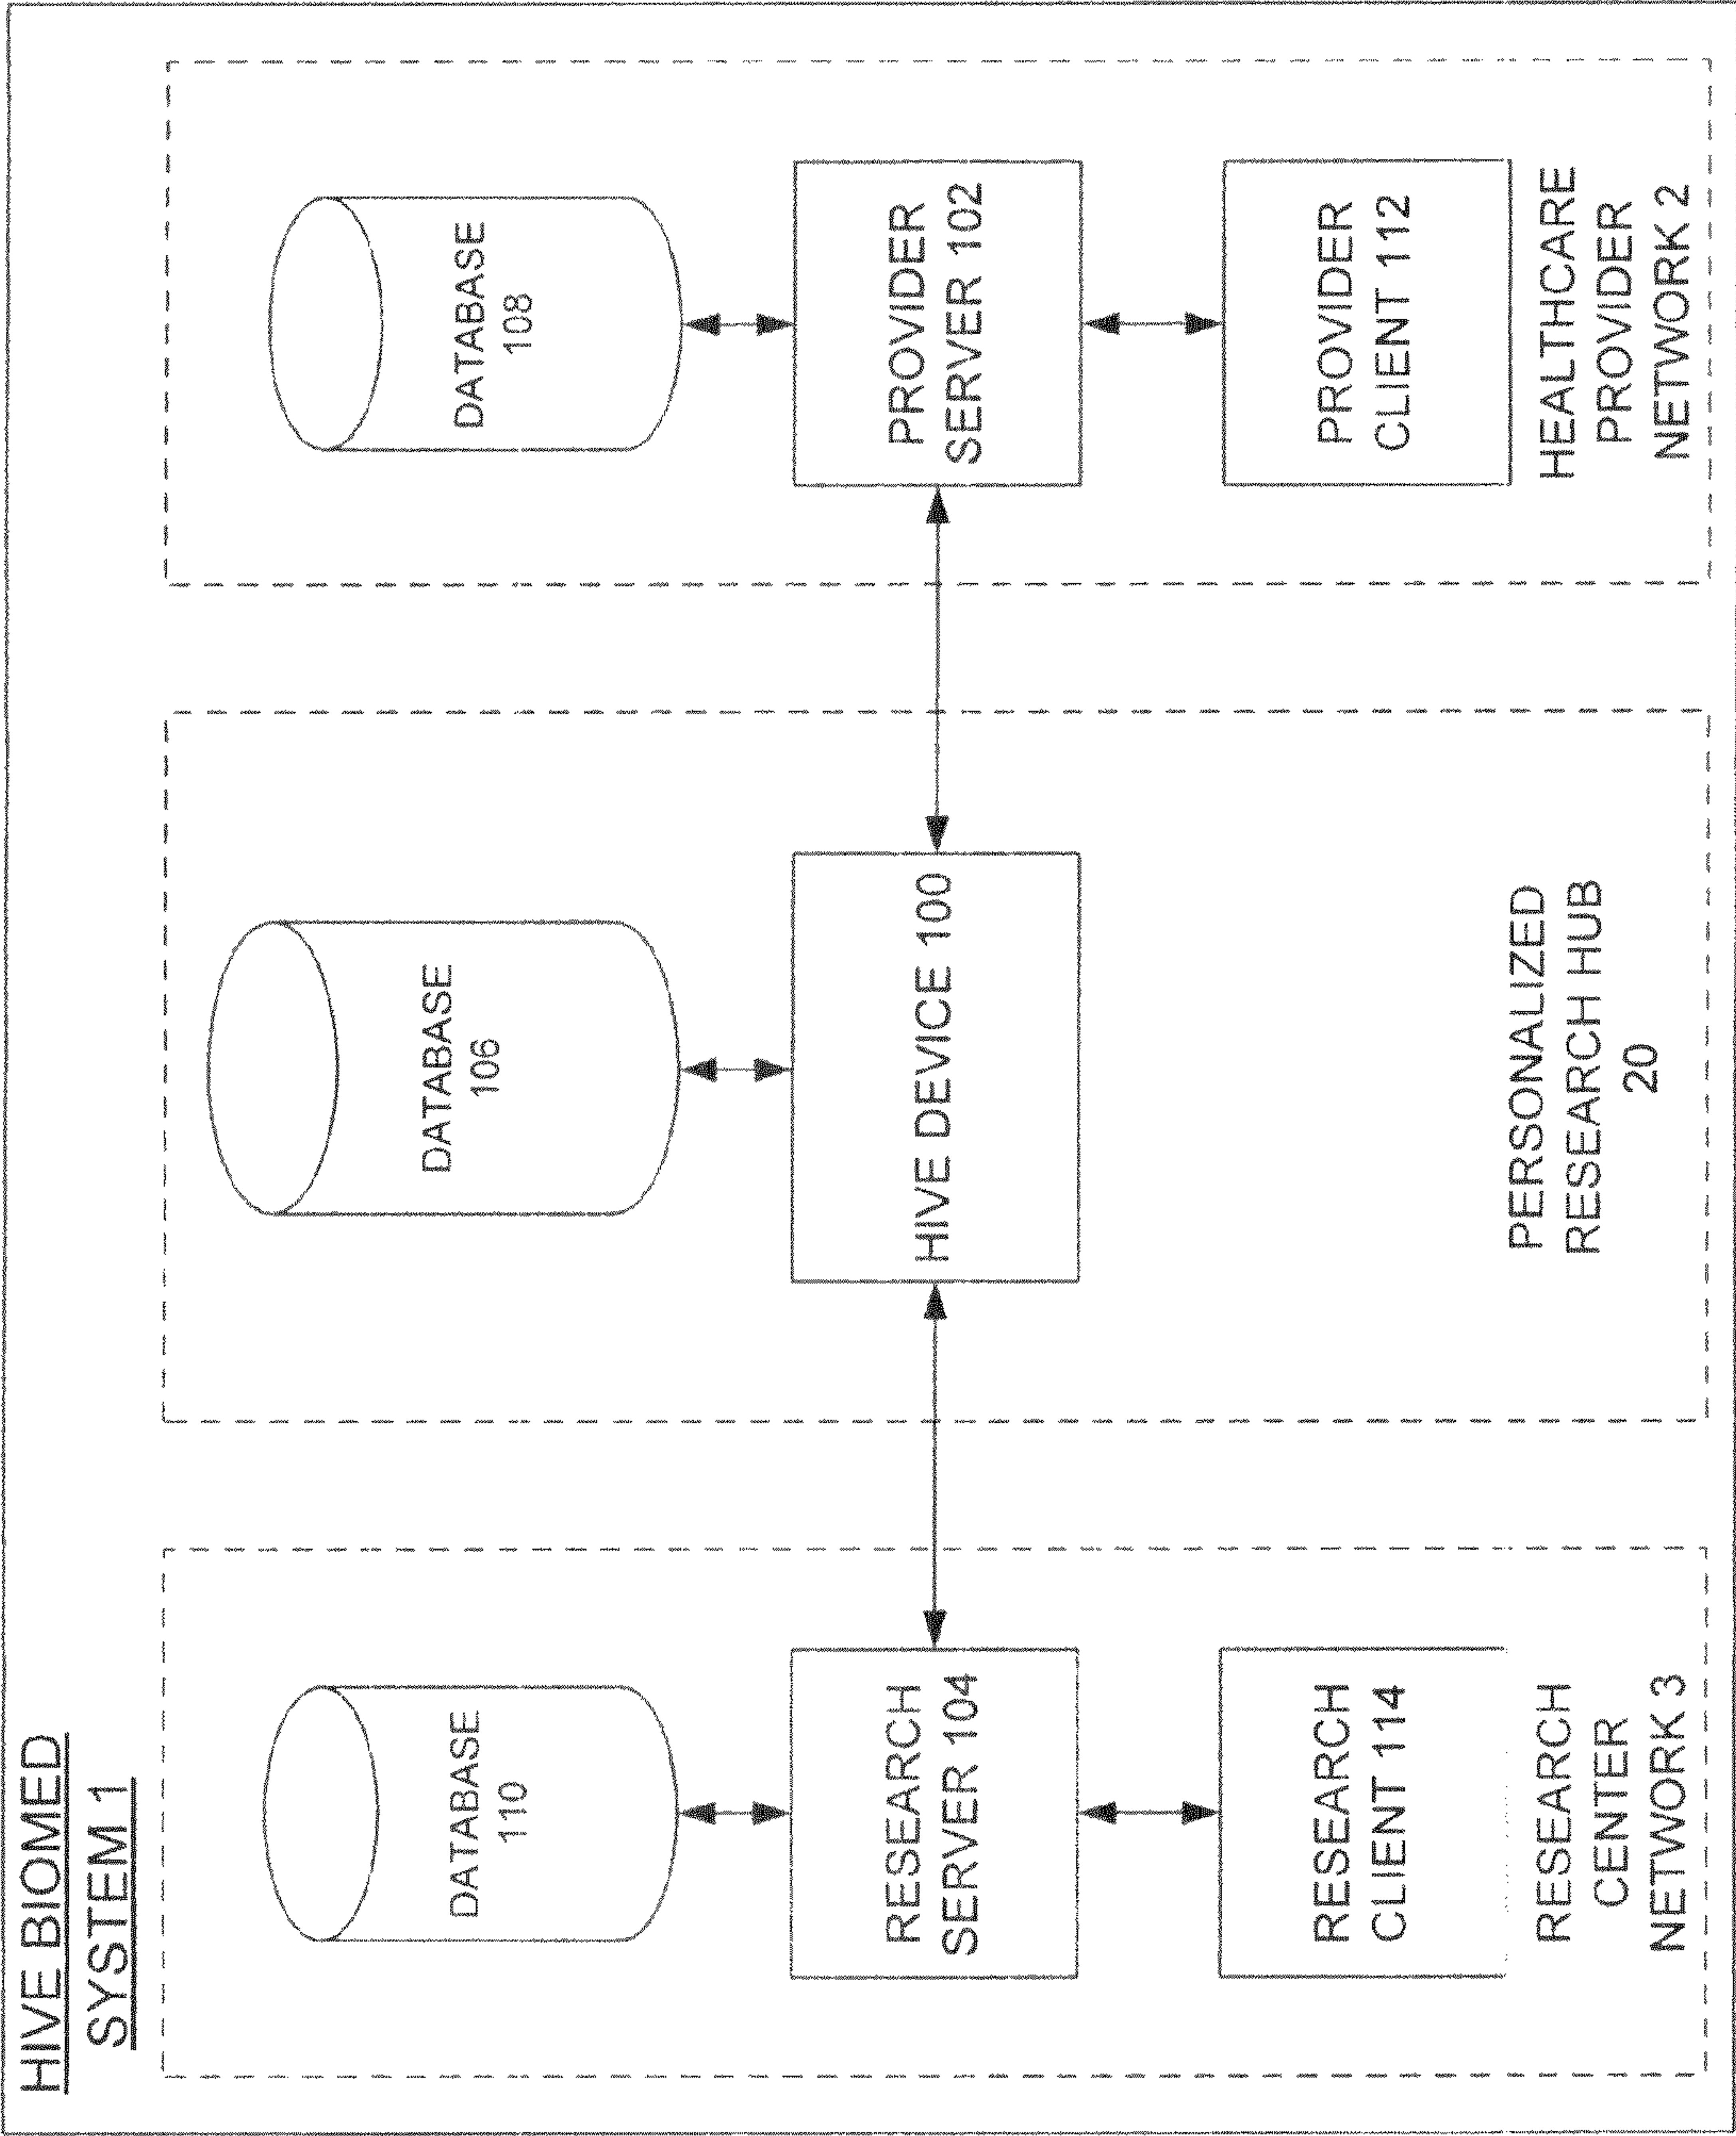 HIVE BIOMED
SYSTEM 1
DATABASE
110
RESEARCH
SERVER 104
RESEARCH
CLIENT 114
RESEARCH
CENTER
NETWORK 3
DATABASE
106
HIVE DEVICE 100
PERSONALIZED
RESEARCH HUB
20
DATABASE
108
PROVIDER
SERVER 102
PROVIDER
CLIENT 112
HEALTHCARE
PROVIDER
NETWORK 2